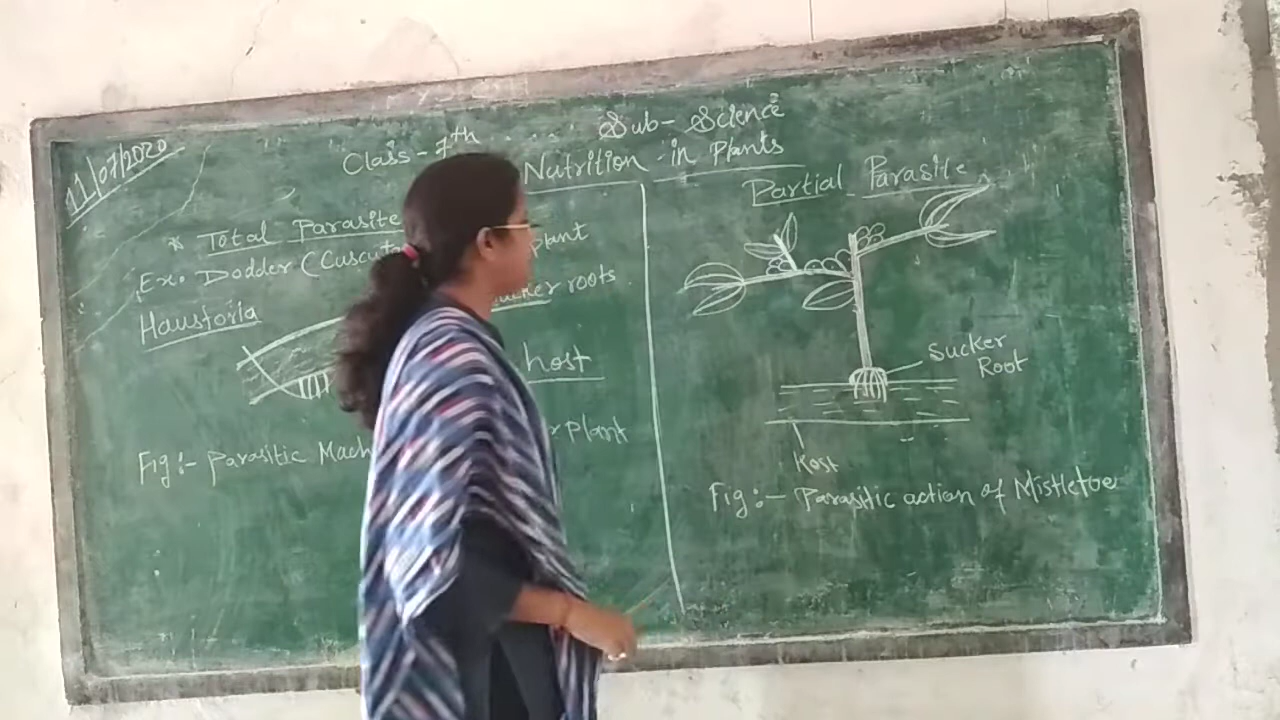 11/07/2020
Class - 7th
Sub - Science
Nutrition in Plants
* Total Parasite
Ex. Dodder (Cuscuta plant
Haustoria roots
host
Fig :- Parasitic Mach Plant
Partial Parasite
Sucker
Root
Host
Fig :- Parasitic action of Mistletoe